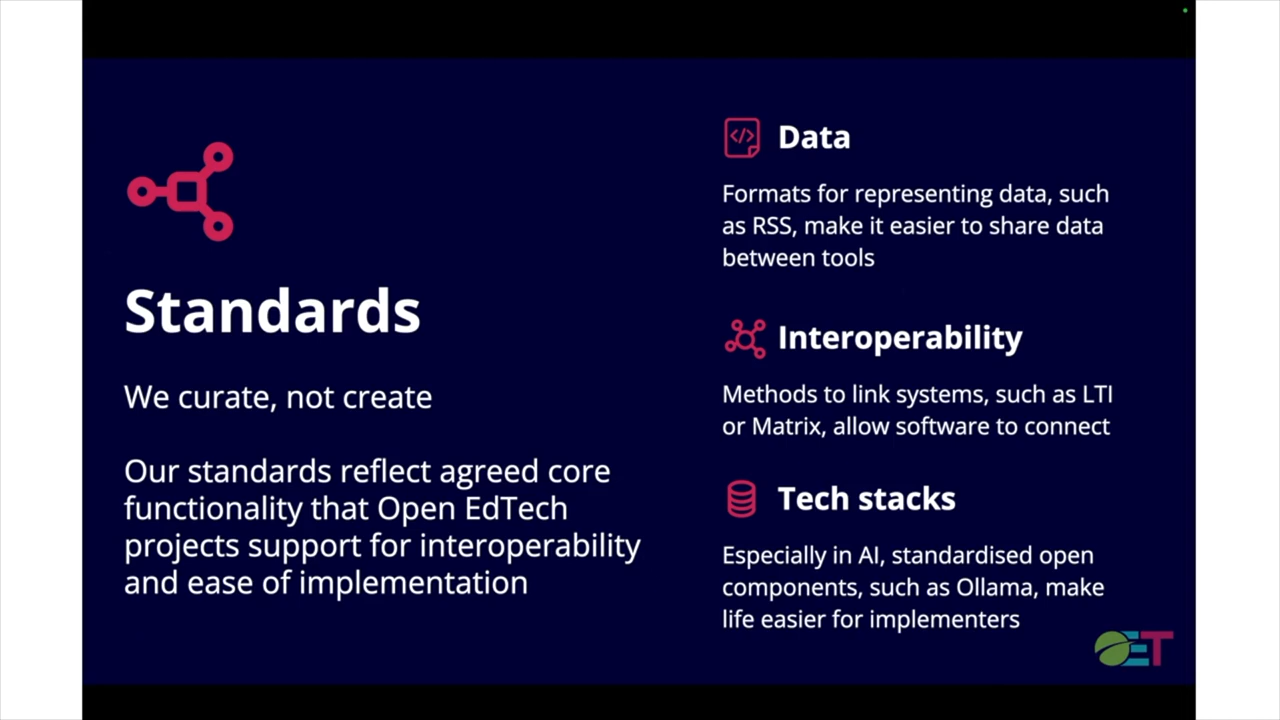 Standards
We curate, not create
Our standards reflect agreed core
functionality that Open EdTech
projects support for interoperability
and ease of implementation
</> Data
Formats for representing data, such
as RSS, make it easier to share data
between tools
Interoperability
Methods to link systems, such as LTI
or Matrix, allow software to connect
Tech stacks
Especially in AI, standardised open
components, such as Ollama, make
life easier for implementers
OET